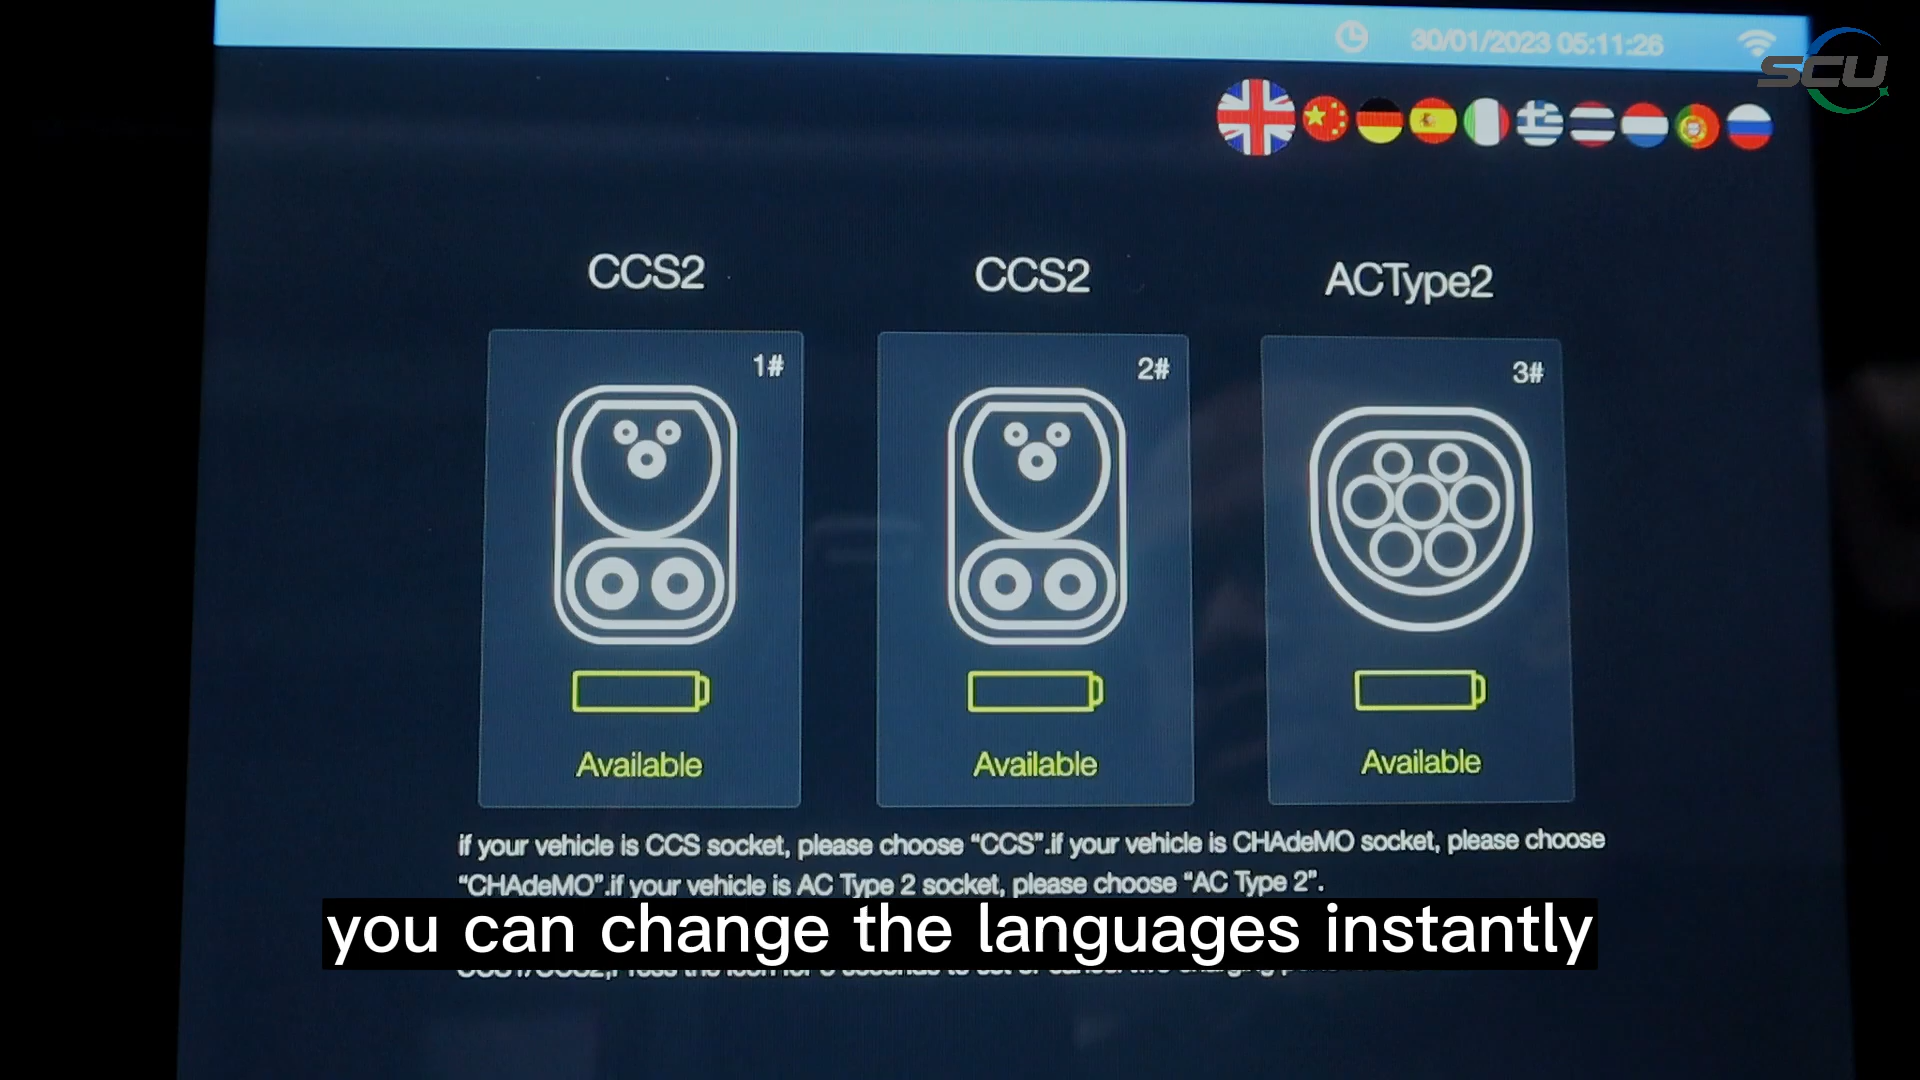 30/01/2023 05:11:26
SCU
CCS2
CCS2
ACType2
1#
2#
3#
Available
Available
Available
if your vehicle is CCS socket, please choose “CCS”.if your vehicle is CHAdeMO socket, please choose
“CHAdeMO”.if your vehicle is AC Type 2 socket, please choose “AC Type 2”.
you can change the languages instantly